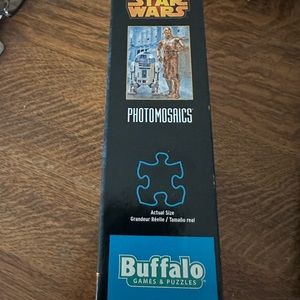 STAR
WARS
PHOTOMOSAICS
Actual Size
Grandeur Réelle / Tamaño real
Buffalo
GAMES & PUZZLES